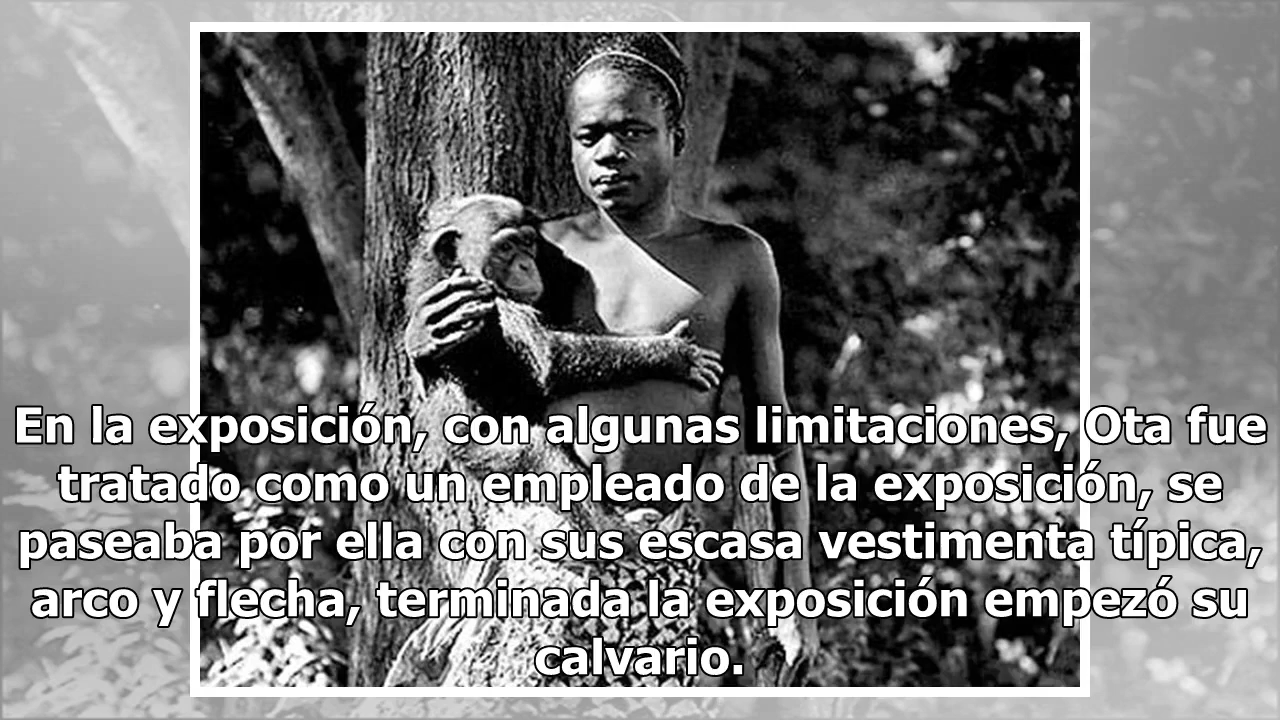 En la exposición, con algunas limitaciones, Ota fue
tratado como un empleado de la exposición, se
paseaba por ella con sus escasa vestimenta típica,
arco y flecha, terminada la exposición empezó su
calvario.